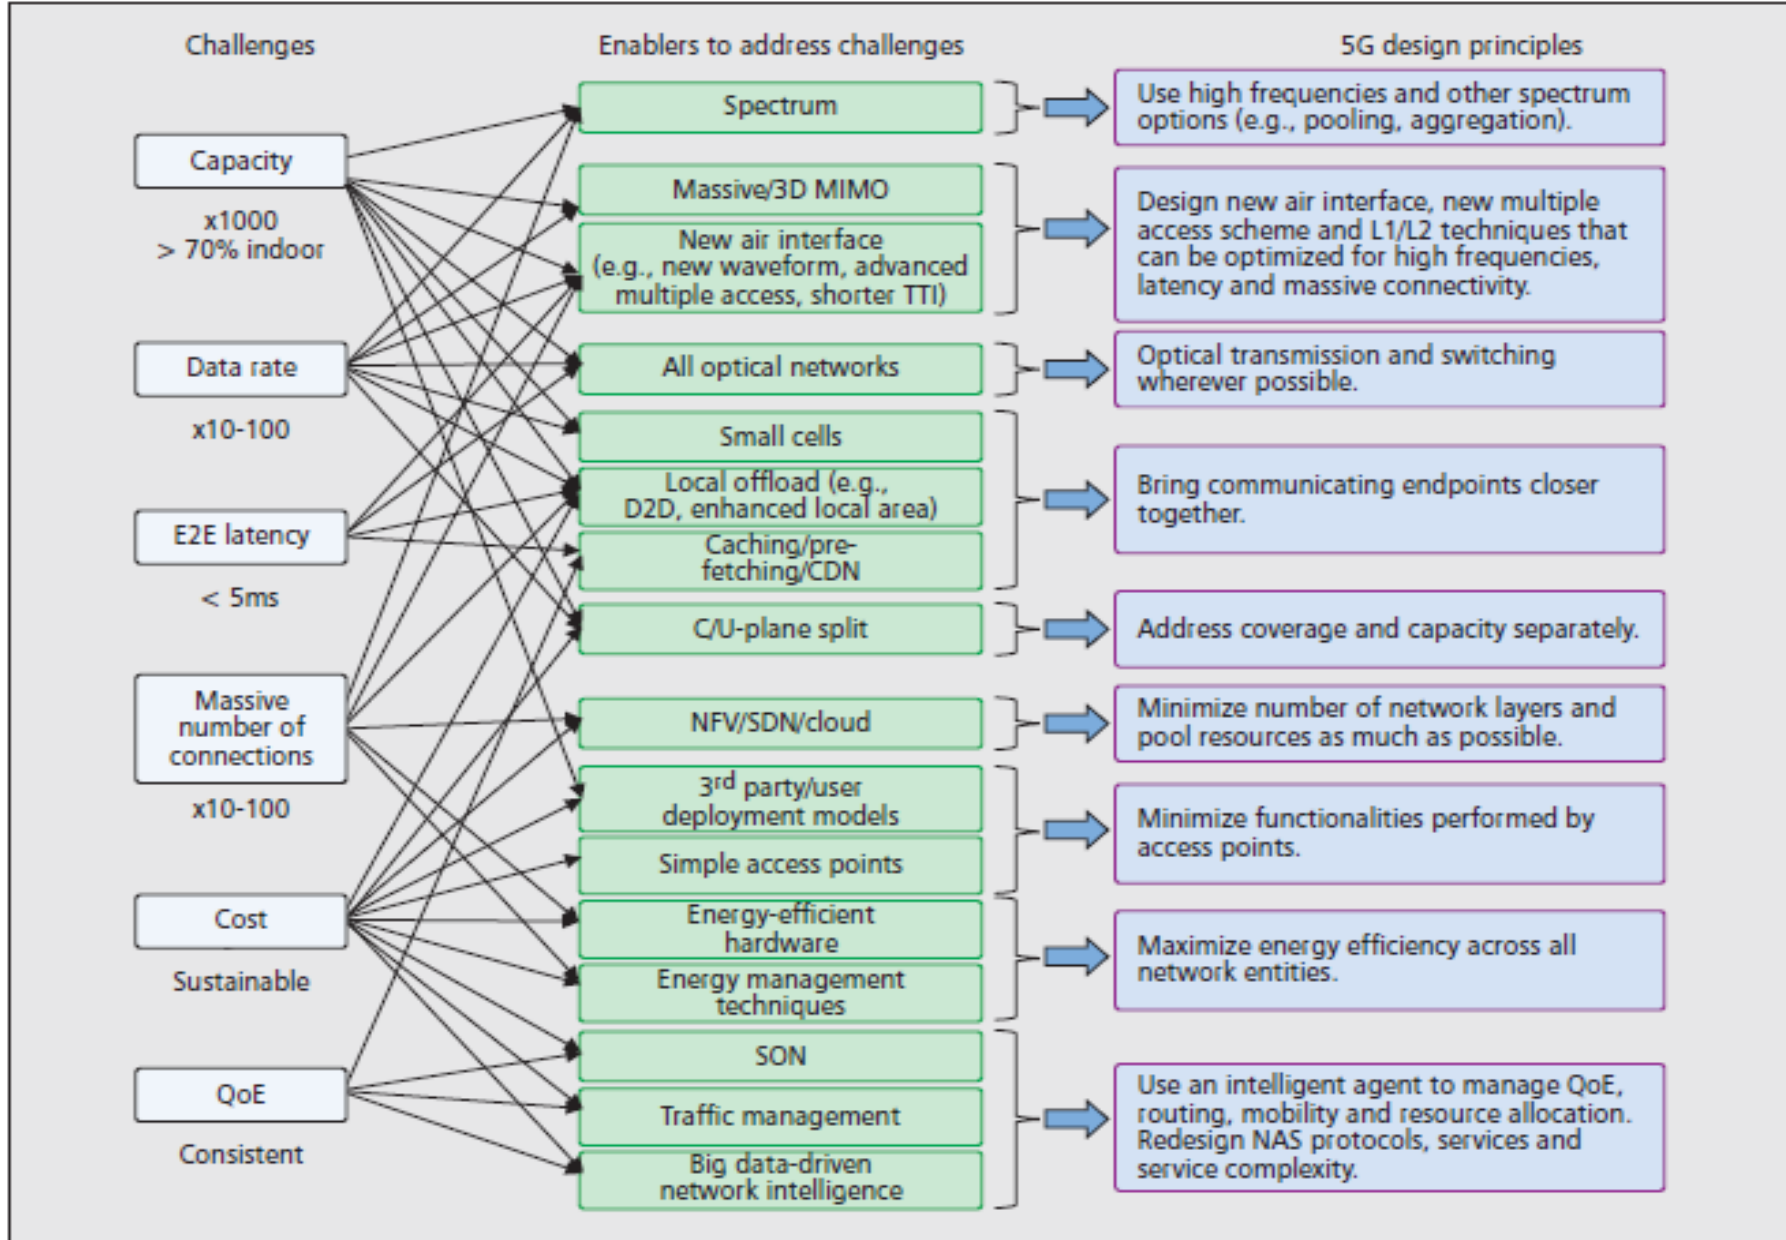 Challenges
Enablers to address challenges
5G design principles
Capacity
x1000
> 70% indoor
Data rate
x10-100
E2E latency
< 5ms
Massive
number of
connections
x10-100
Cost
Sustainable
QoE
Consistent
Spectrum
Massive/3D MIMO
New air interface
(e.g., new waveform, advanced
multiple access, shorter TTI)
All optical networks
Small cells
Local offload (e.g.,
D2D, enhanced local area)
Caching/pre-
fetching/CDN
C/U-plane split
NFV/SDN/cloud
3rd party/user
deployment models
Simple access points
Energy-efficient
hardware
Energy management
techniques
SON
Traffic management
Big data-driven
network intelligence
Use high frequencies and other spectrum
options (e.g., pooling, aggregation).
Design new air interface, new multiple
access scheme and L1/L2 techniques that
can be optimized for high frequencies,
latency and massive connectivity.
Optical transmission and switching
wherever possible.
Bring communicating endpoints closer
together.
Address coverage and capacity separately.
Minimize number of network layers and
pool resources as much as possible.
Minimize functionalities performed by
access points.
Maximize energy efficiency across all
network entities.
Use an intelligent agent to manage QoE,
routing, mobility and resource allocation.
Redesign NAS protocols, services and
service complexity.